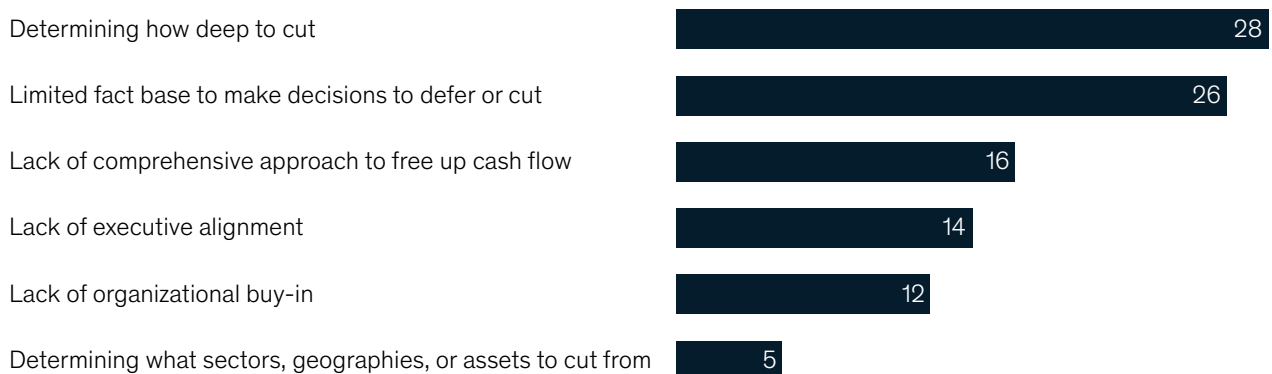 Determining how deep to cut 28
Limited fact base to make decisions to defer or cut 26
Lack of comprehensive approach to free up cash flow 16
Lack of executive alignment 14
Lack of organizational buy-in 12
Determining what sectors, geographies, or assets to cut from 5